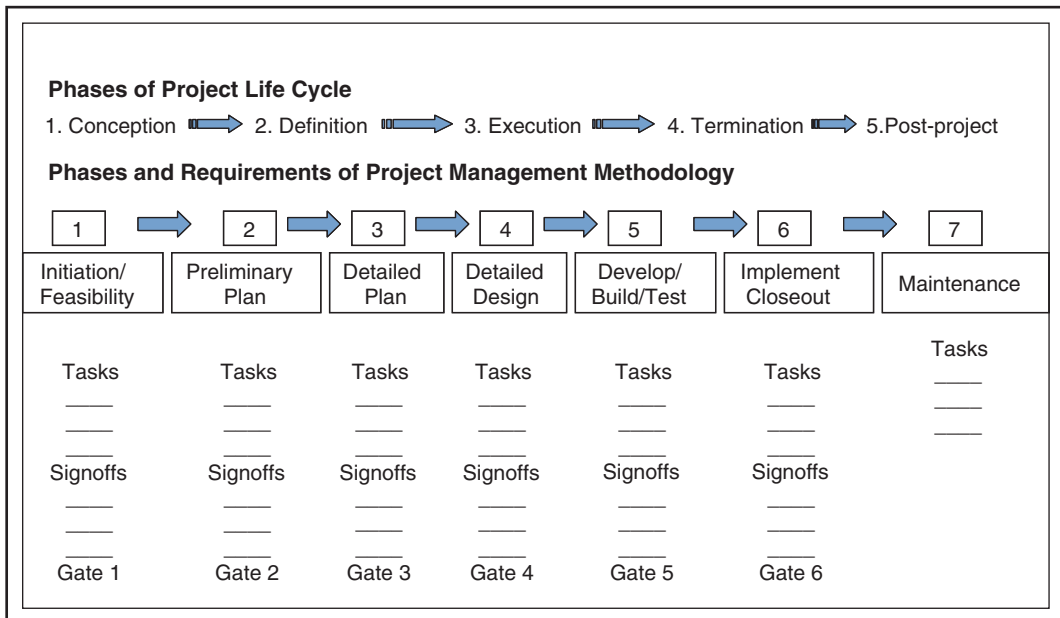 Phases of Project Life Cycle
1. Conception 2. Definition 3. Execution 4. Termination 5.Post-project
Phases and Requirements of Project Management Methodology
1 2 3 4 5 6 7
Initiation/ Feasibility
Preliminary Plan
Detailed Plan
Detailed Design
Develop/ Build/Test
Implement Closeout
Maintenance
Tasks
Tasks Tasks Tasks Tasks Tasks Tasks
Signoffs Signoffs Signoffs Signoffs Signoffs Signoffs
Gate 1 Gate 2 Gate 3 Gate 4 Gate 5 Gate 6